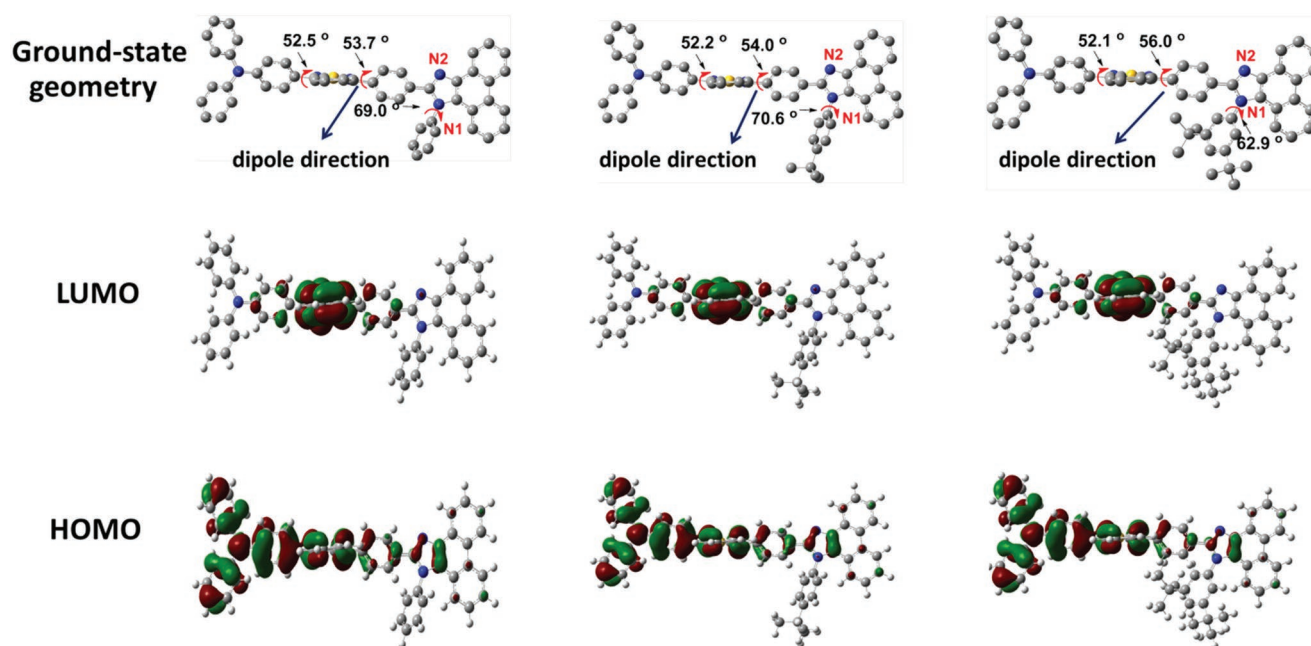 Ground-state
geometry
52.5 °
53.7 °
N2
69.0 °
N1
dipole direction
52.2 °
54.0 °
N2
70.6 °
N1
dipole direction
52.1 °
56.0 °
N2
N1
62.9 °
dipole direction
LUMO
HOMO